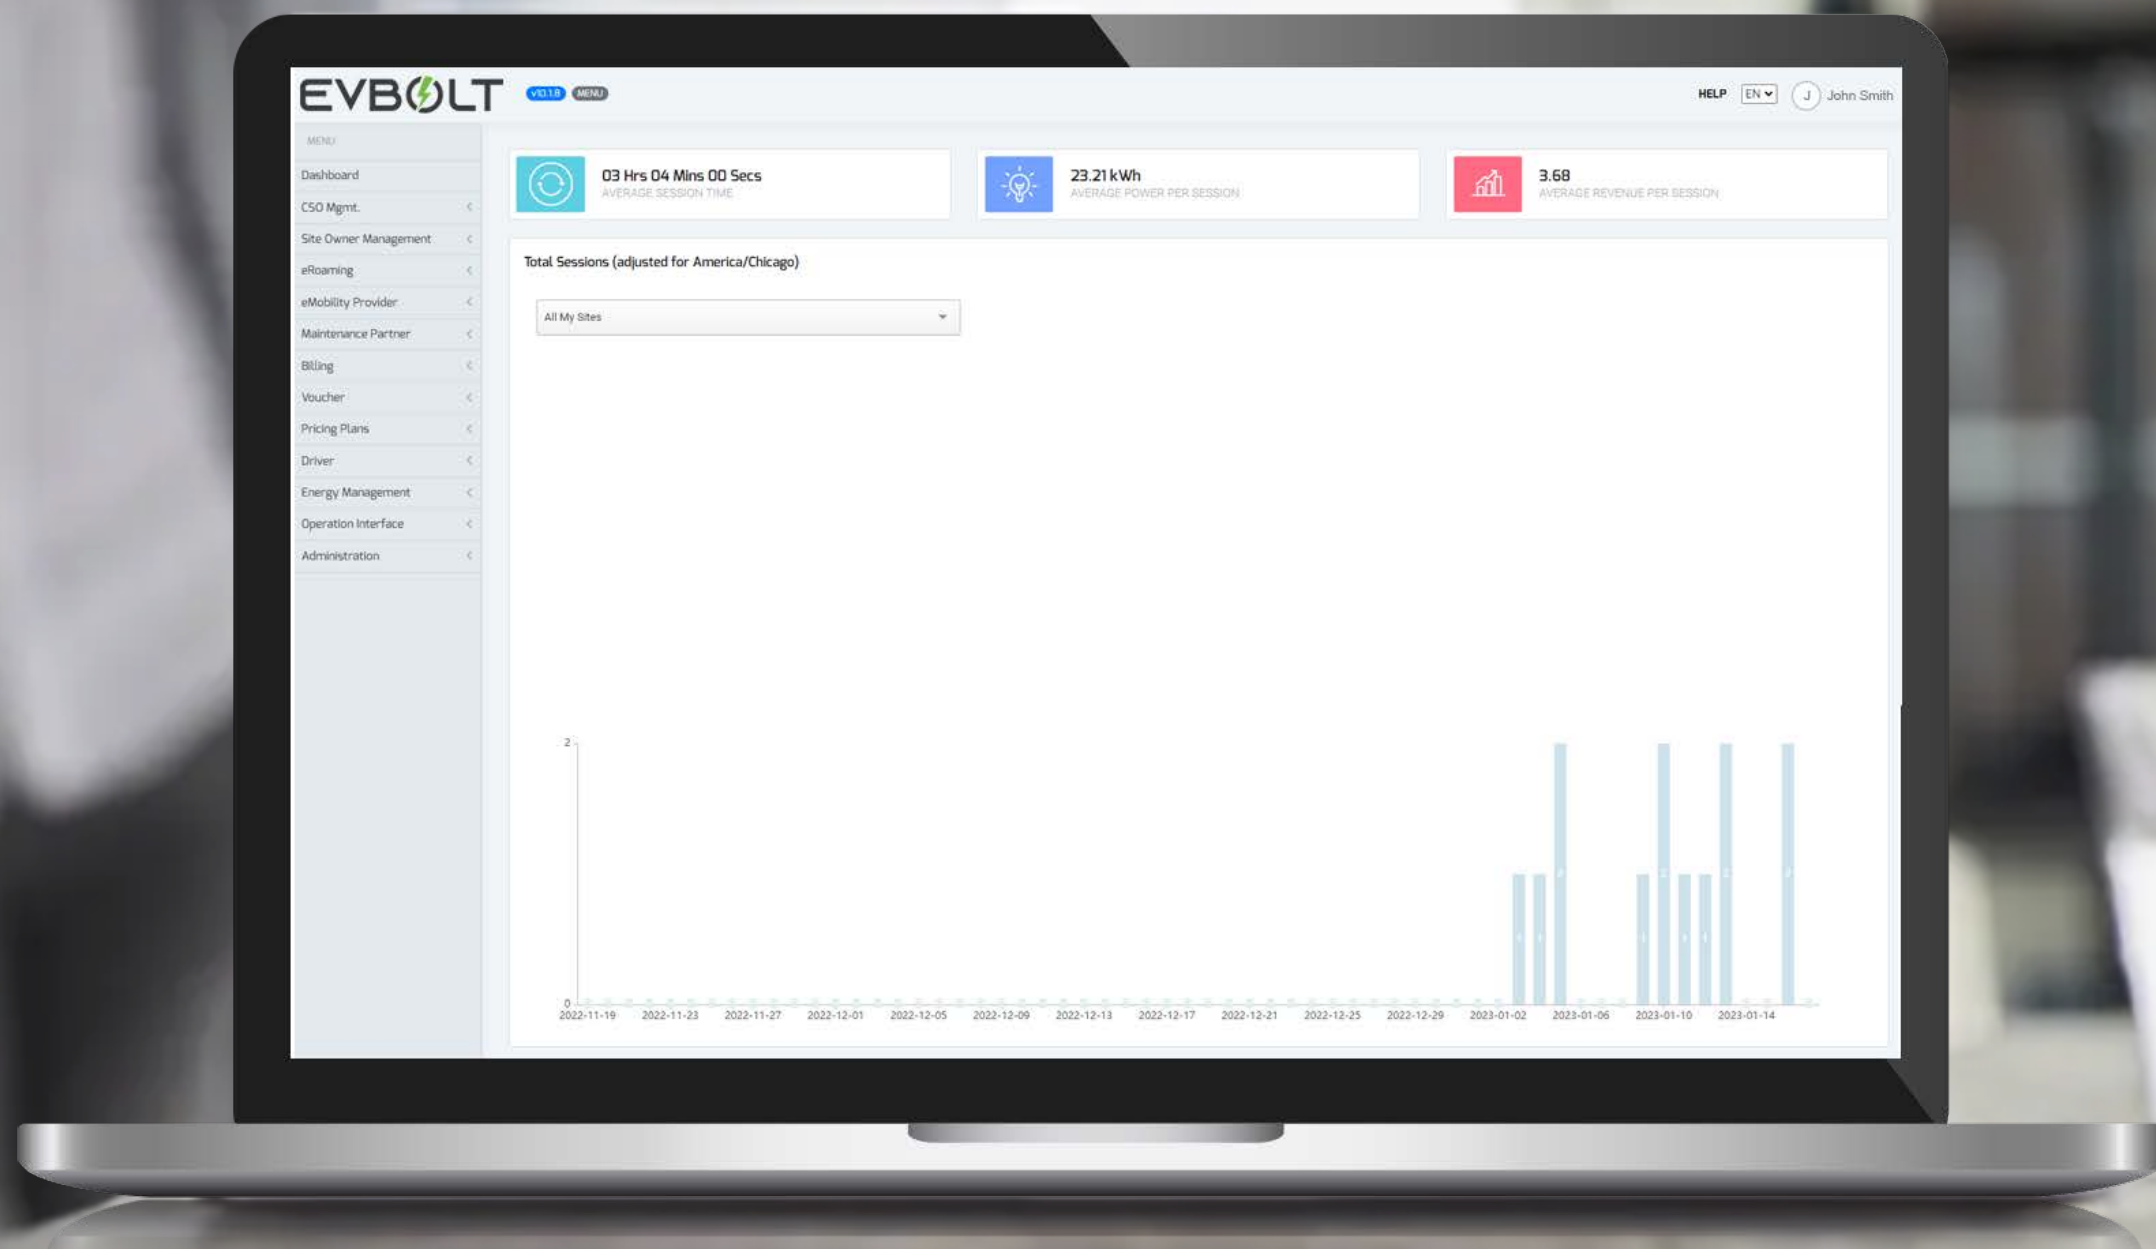 EVBOLT
v10.1.8 MENU
HELP EN J John Smith
MENU
Dashboard
CSO Mgmt.
Site Owner Management
eRoaming
eMobility Provider
Maintenance Partner
Billing
Voucher
Pricing Plans
Driver
Energy Management
Operation Interface
Administration
03 Hrs 04 Mins 00 Secs
AVERAGE SESSION TIME
23.21 kWh
AVERAGE POWER PER SESSION
3.68
AVERAGE REVENUE PER SESSION
Total Sessions (adjusted for America/Chicago)
All My Sites
2
0
2022-11-19 2022-11-23 2022-11-27 2022-12-01 2022-12-05 2022-12-09 2022-12-13 2022-12-17 2022-12-21 2022-12-25 2022-12-29 2023-01-02 2023-01-06 2023-01-10 2023-01-14